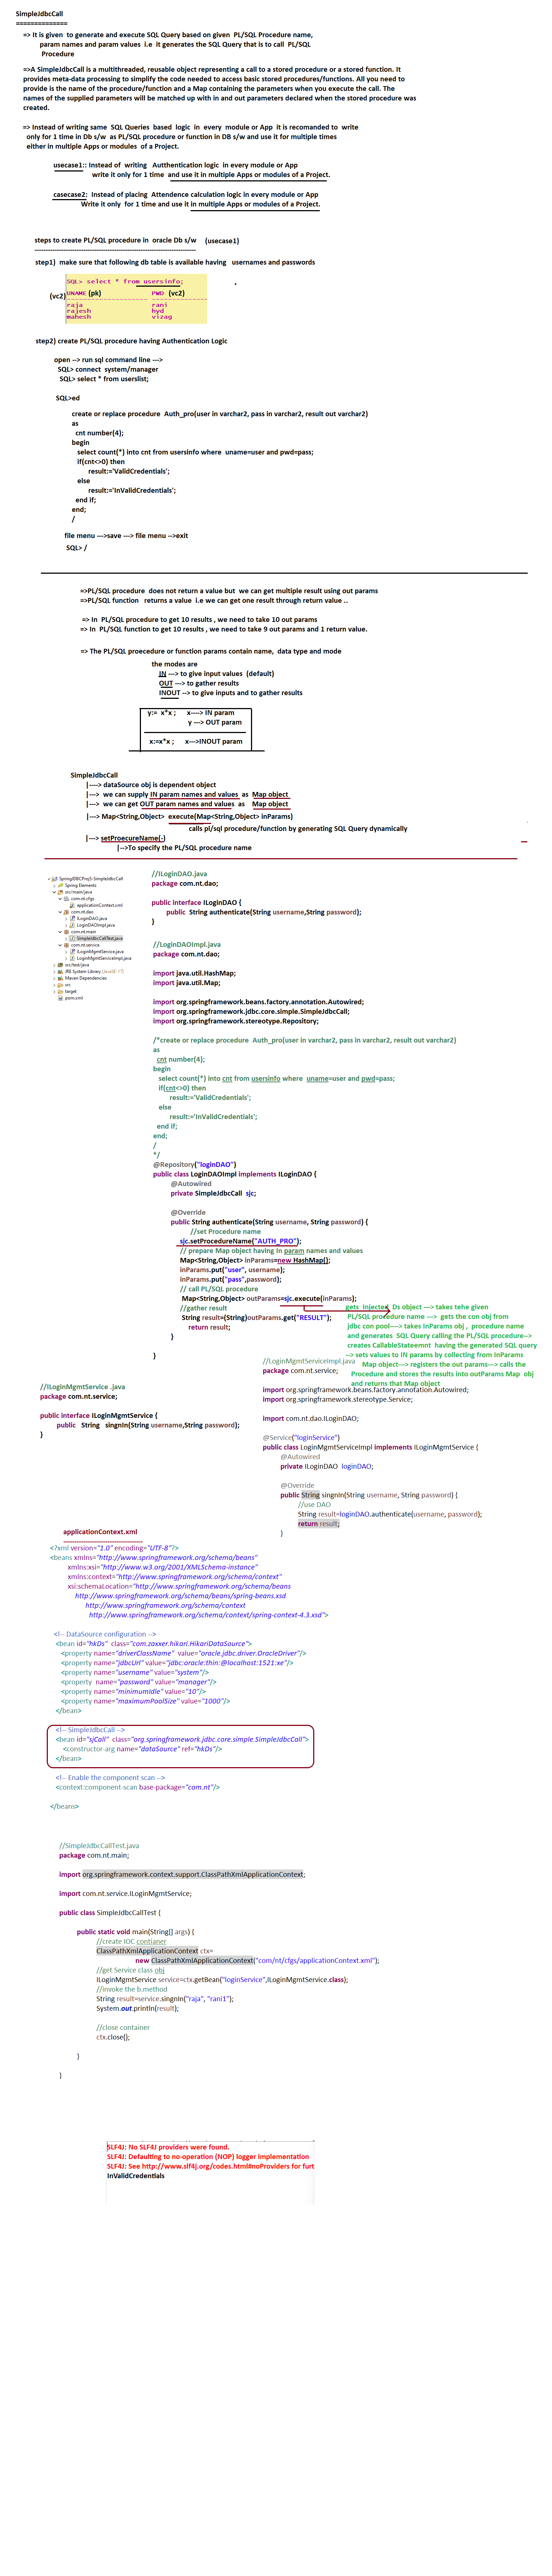 SimpleJdbcCall
==============
=> It is given to generate and execute SQL Query based on given PL/SQL Procedure name,
param names and param values i.e it generates the SQL Query that is to call PL/SQL
Procedure
=>A SimpleJdbcCall is a multithreaded, reusable object representing a call to a stored procedure or a stored function. It
provides meta-data processing to simplify the code needed to access basic stored procedures/functions. All you need to
provide is the name of the procedure/function and a Map containing the parameters when you execute the call. The
names of the supplied parameters will be matched up with in and out parameters declared when the stored procedure was
created.
=> Instead of writing same SQL Queries based logic in every module or App it is recomanded to write
only for 1 time in Db s/w as PL/SQL procedure or function in DB s/w and use it for multiple times
either in multiple Apps or modules of a Project.
usecase1:: Instead of writing Autthentication logic in every module or App
write it only for 1 time and use it in multiple Apps or modules of a Project.
casecase2: Instead of placing Attendence calculation logic in every module or App
Write it only for 1 time and use it in multiple Apps or modules of a Project.
steps to create PL/SQL procedure in oracle Db s/w (usecase1)
step1) make sure that following db table is available having usernames and passwords
SQL> select * from usersinfo;
(vc2) UNAME (pk) PWD (vc2)
raja rani
rajesh hyd
mahesh vizag
step2) create PL/SQL procedure having Authentication Logic
open --> run sql command line --->
SQL> connect system/manager
SQL> select * from userslist;
SQL>ed
create or replace procedure Auth_pro(user in varchar2, pass in varchar2, result out varchar2)
as
cnt number(4);
begin
select count(*) into cnt from usersinfo where uname=user and pwd=pass;
if(cnt<>0) then
result:='ValidCredentials';
else
result:='InValidCredentials';
end if;
end;
/
file menu --->save ---> file menu -->exit
SQL> /
=>PL/SQL procedure does not return a value but we can get multiple result using out params
=>PL/SQL function returns a value i.e we can get one result through return value ..
=> In PL/SQL procedure to get 10 results , we need to take 10 out params
=> In PL/SQL function to get 10 results , we need to take 9 out params and 1 return value.
=> The PL/SQL proecedure or function params contain name, data type and mode
the modes are
IN ---> to give input values (default)
OUT ---> to gather results
INOUT --> to give inputs and to gather results
y:= x*x ; x----> IN param
y ---> OUT param
x:=x*x ; x--->INOUT param
SimpleJdbcCall
|----> dataSource obj is dependent object
|---> we can supply IN param names and values as Map object
|---> we can get OUT param names and values as Map object
|---> Map<String,Object> execute(Map<String,Object> inParams)
calls pl/sql procedure/function by generating SQL Query dynamically
|---> setProecureName(-)
|-->To specify the PL/SQL procedure name
SpringJDBCProj3-SimpleJdbcCall
Spring Elements
src/main/java
com.nt.cfgs
applicationContext.xml
com.nt.dao
ILoginDAO.java
LoginDAOImpl.java
com.nt.main
SimpleJdbcCallTest.java
com.nt.service
ILoginMgmtService.java
LoginMgmtServiceImpl.java
src/test/java
JRE System Library [JavaSE-17]
Maven Dependencies
src
target
pom.xml
//ILoginDAO.java
package com.nt.dao;
public interface ILoginDAO {
public String authenticate(String username,String password);
}
//LoginDAOImpl.java
package com.nt.dao;
import java.util.HashMap;
import java.util.Map;
import org.springframework.beans.factory.annotation.Autowired;
import org.springframework.jdbc.core.simple.SimpleJdbcCall;
import org.springframework.stereotype.Repository;
/*create or replace procedure Auth_pro(user in varchar2, pass in varchar2, result out varchar2)
as
cnt number(4);
begin
select count(*) into cnt from usersinfo where uname=user and pwd=pass;
if(cnt<>0) then
result:='ValidCredentials';
else
result:='InValidCredentials';
end if;
end;
/
*/
@Repository("loginDAO")
public class LoginDAOImpl implements ILoginDAO {
@Autowired
private SimpleJdbcCall sjc;
@Override
public String authenticate(String username, String password) {
//set Procedure name
sjc.setProcedureName("AUTH_PRO");
// prepare Map object having In param names and values
Map<String,Object> inParams=new HashMap();
inParams.put("user", username);
inParams.put("pass",password);
// call PL/SQL procedure
Map<String,Object> outParams=sjc.execute(inParams);
//gather result
String result=(String)outParams.get("RESULT");
return result;
}
}
gets Injected Ds object ---> takes tehe given
PL/SQL procedure name ---> gets the con obj from
jdbc con pool----> takes InParams obj , procedure name
and generates SQL Query calling the PL/SQL procedure-->
creates CallableStateemnt having the generated SQL query
--> sets values to IN params by collecting from InParams
Map object---> registers the out params---> calls the
Procedure and stores the results into outParams Map obj
and returns that Map object
//LoginMgmtServiceImpl.java
package com.nt.service;
import org.springframework.beans.factory.annotation.Autowired;
import org.springframework.stereotype.Service;
import com.nt.dao.ILoginDAO;
@Service("loginService")
public class LoginMgmtServiceImpl implements ILoginMgmtService {
@Autowired
private ILoginDAO loginDAO;
@Override
public String singnIn(String username, String password) {
//use DAO
String result=loginDAO.authenticate(username, password);
return result;
}
//ILoginMgmtService .java
package com.nt.service;
public interface ILoginMgmtService {
public String singnIn(String username,String password);
}
applicationContext.xml
<?xml version="1.0" encoding="UTF-8"?>
<beans xmlns="http://www.springframework.org/schema/beans"
xmlns:xsi="http://www.w3.org/2001/XMLSchema-instance"
xmlns:context="http://www.springframework.org/schema/context"
xsi:schemaLocation="http://www.springframework.org/schema/beans
http://www.springframework.org/schema/beans/spring-beans.xsd
http://www.springframework.org/schema/context
http://www.springframework.org/schema/context/spring-context-4.3.xsd">
<!-- DataSource configuration -->
<bean id="hkDs" class="com.zaxxer.hikari.HikariDataSource">
<property name="driverClassName" value="oracle.jdbc.driver.OracleDriver"/>
<property name="jdbcUrl" value="jdbc:oracle:thin:@localhost:1521:xe"/>
<property name="username" value="system"/>
<property name="password" value="manager"/>
<property name="minimumIdle" value="10"/>
<property name="maximumPoolSize" value="1000"/>
</bean>
<!-- SimpleJdbcCall -->
<bean id="sjCall" class="org.springframework.jdbc.core.simple.SimpleJdbcCall">
<constructor-arg name="dataSource" ref="hkDs"/>
</bean>
<!-- Enable the component scan -->
<context:component-scan base-package="com.nt"/>
</beans>
//SimpleJdbcCallTest.java
package com.nt.main;
import org.springframework.context.support.ClassPathXmlApplicationContext;
import com.nt.service.ILoginMgmtService;
public class SimpleJdbcCallTest {
public static void main(String[] args) {
//create IOC contianer
ClassPathXmlApplicationContext ctx=
new ClassPathXmlApplicationContext("com/nt/cfgs/applicationContext.xml");
//get Service class obj
ILoginMgmtService service=ctx.getBean("loginService",ILoginMgmtService.class);
//invoke the b.method
String result=service.singnIn("raja", "rani1");
System.out.println(result);
//close container
ctx.close();
}
}
SLF4J: No SLF4J providers were found.
SLF4J: Defaulting to no-operation (NOP) logger implementation
SLF4J: See http://www.slf4j.org/codes.html#noProviders for furt
InValidCredentials